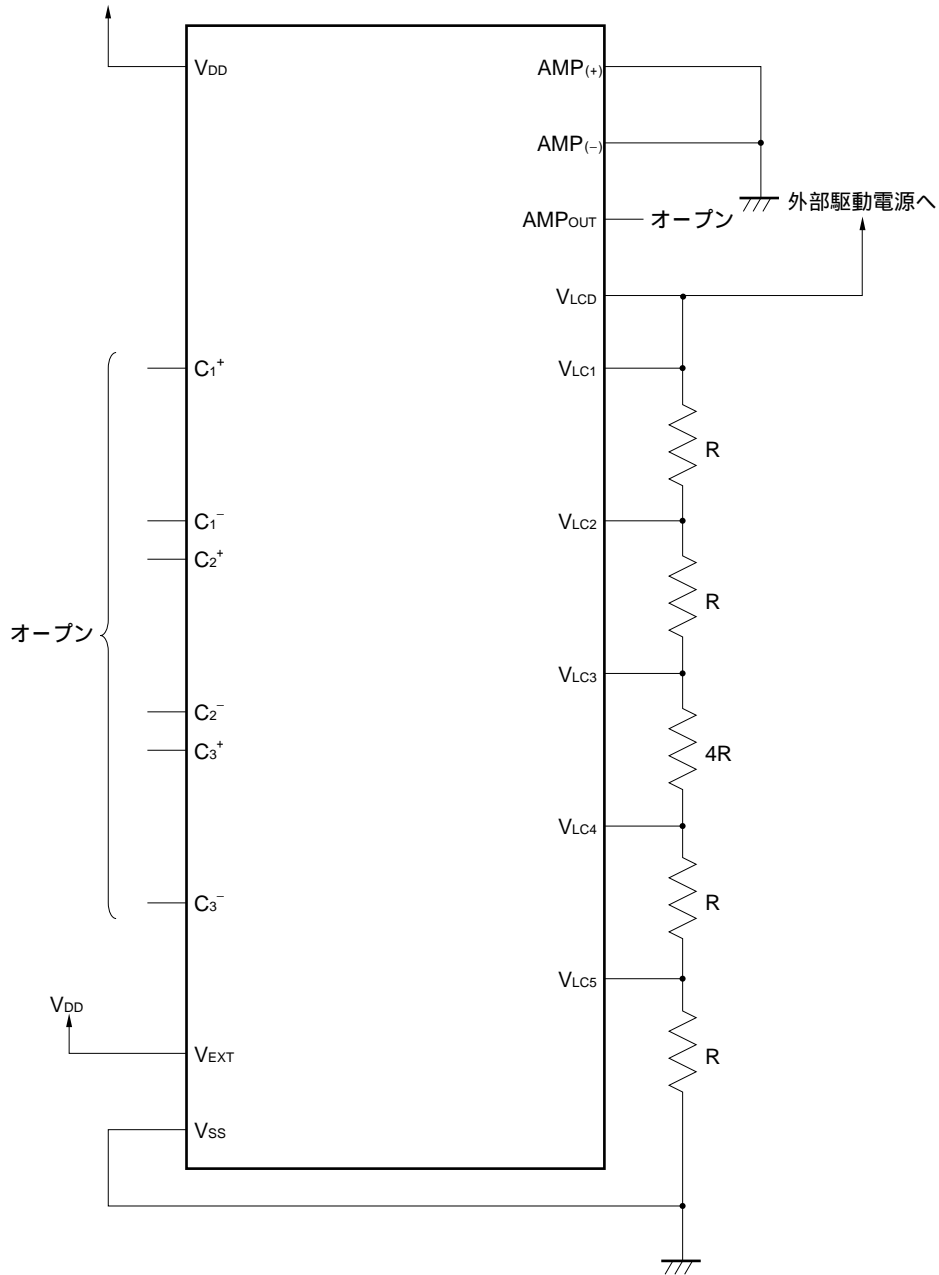 VDD
AMP(+)
AMP(−)
外部駆動電源へ
AMPOUT
オープン
VLCD
C1+
VLC1
R
C1−
VLC2
C2+
R
オープン
VLC3
C2−
C3+
4R
VLC4
C3−
R
VLC5
VDD
VEXT
R
VSS